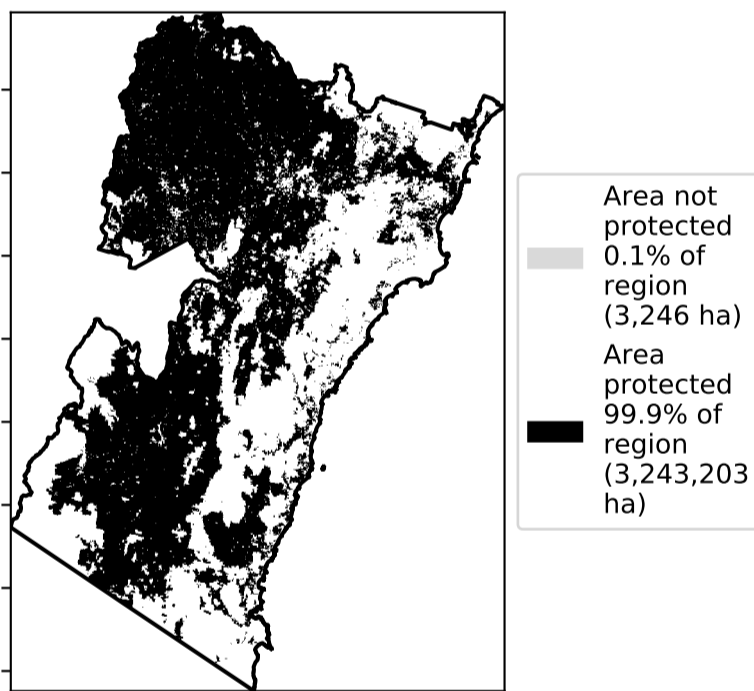 Area not
protected
0.1% of
region
(3,246 ha)
Area
protected
99.9% of
region
(3,243,203
ha)